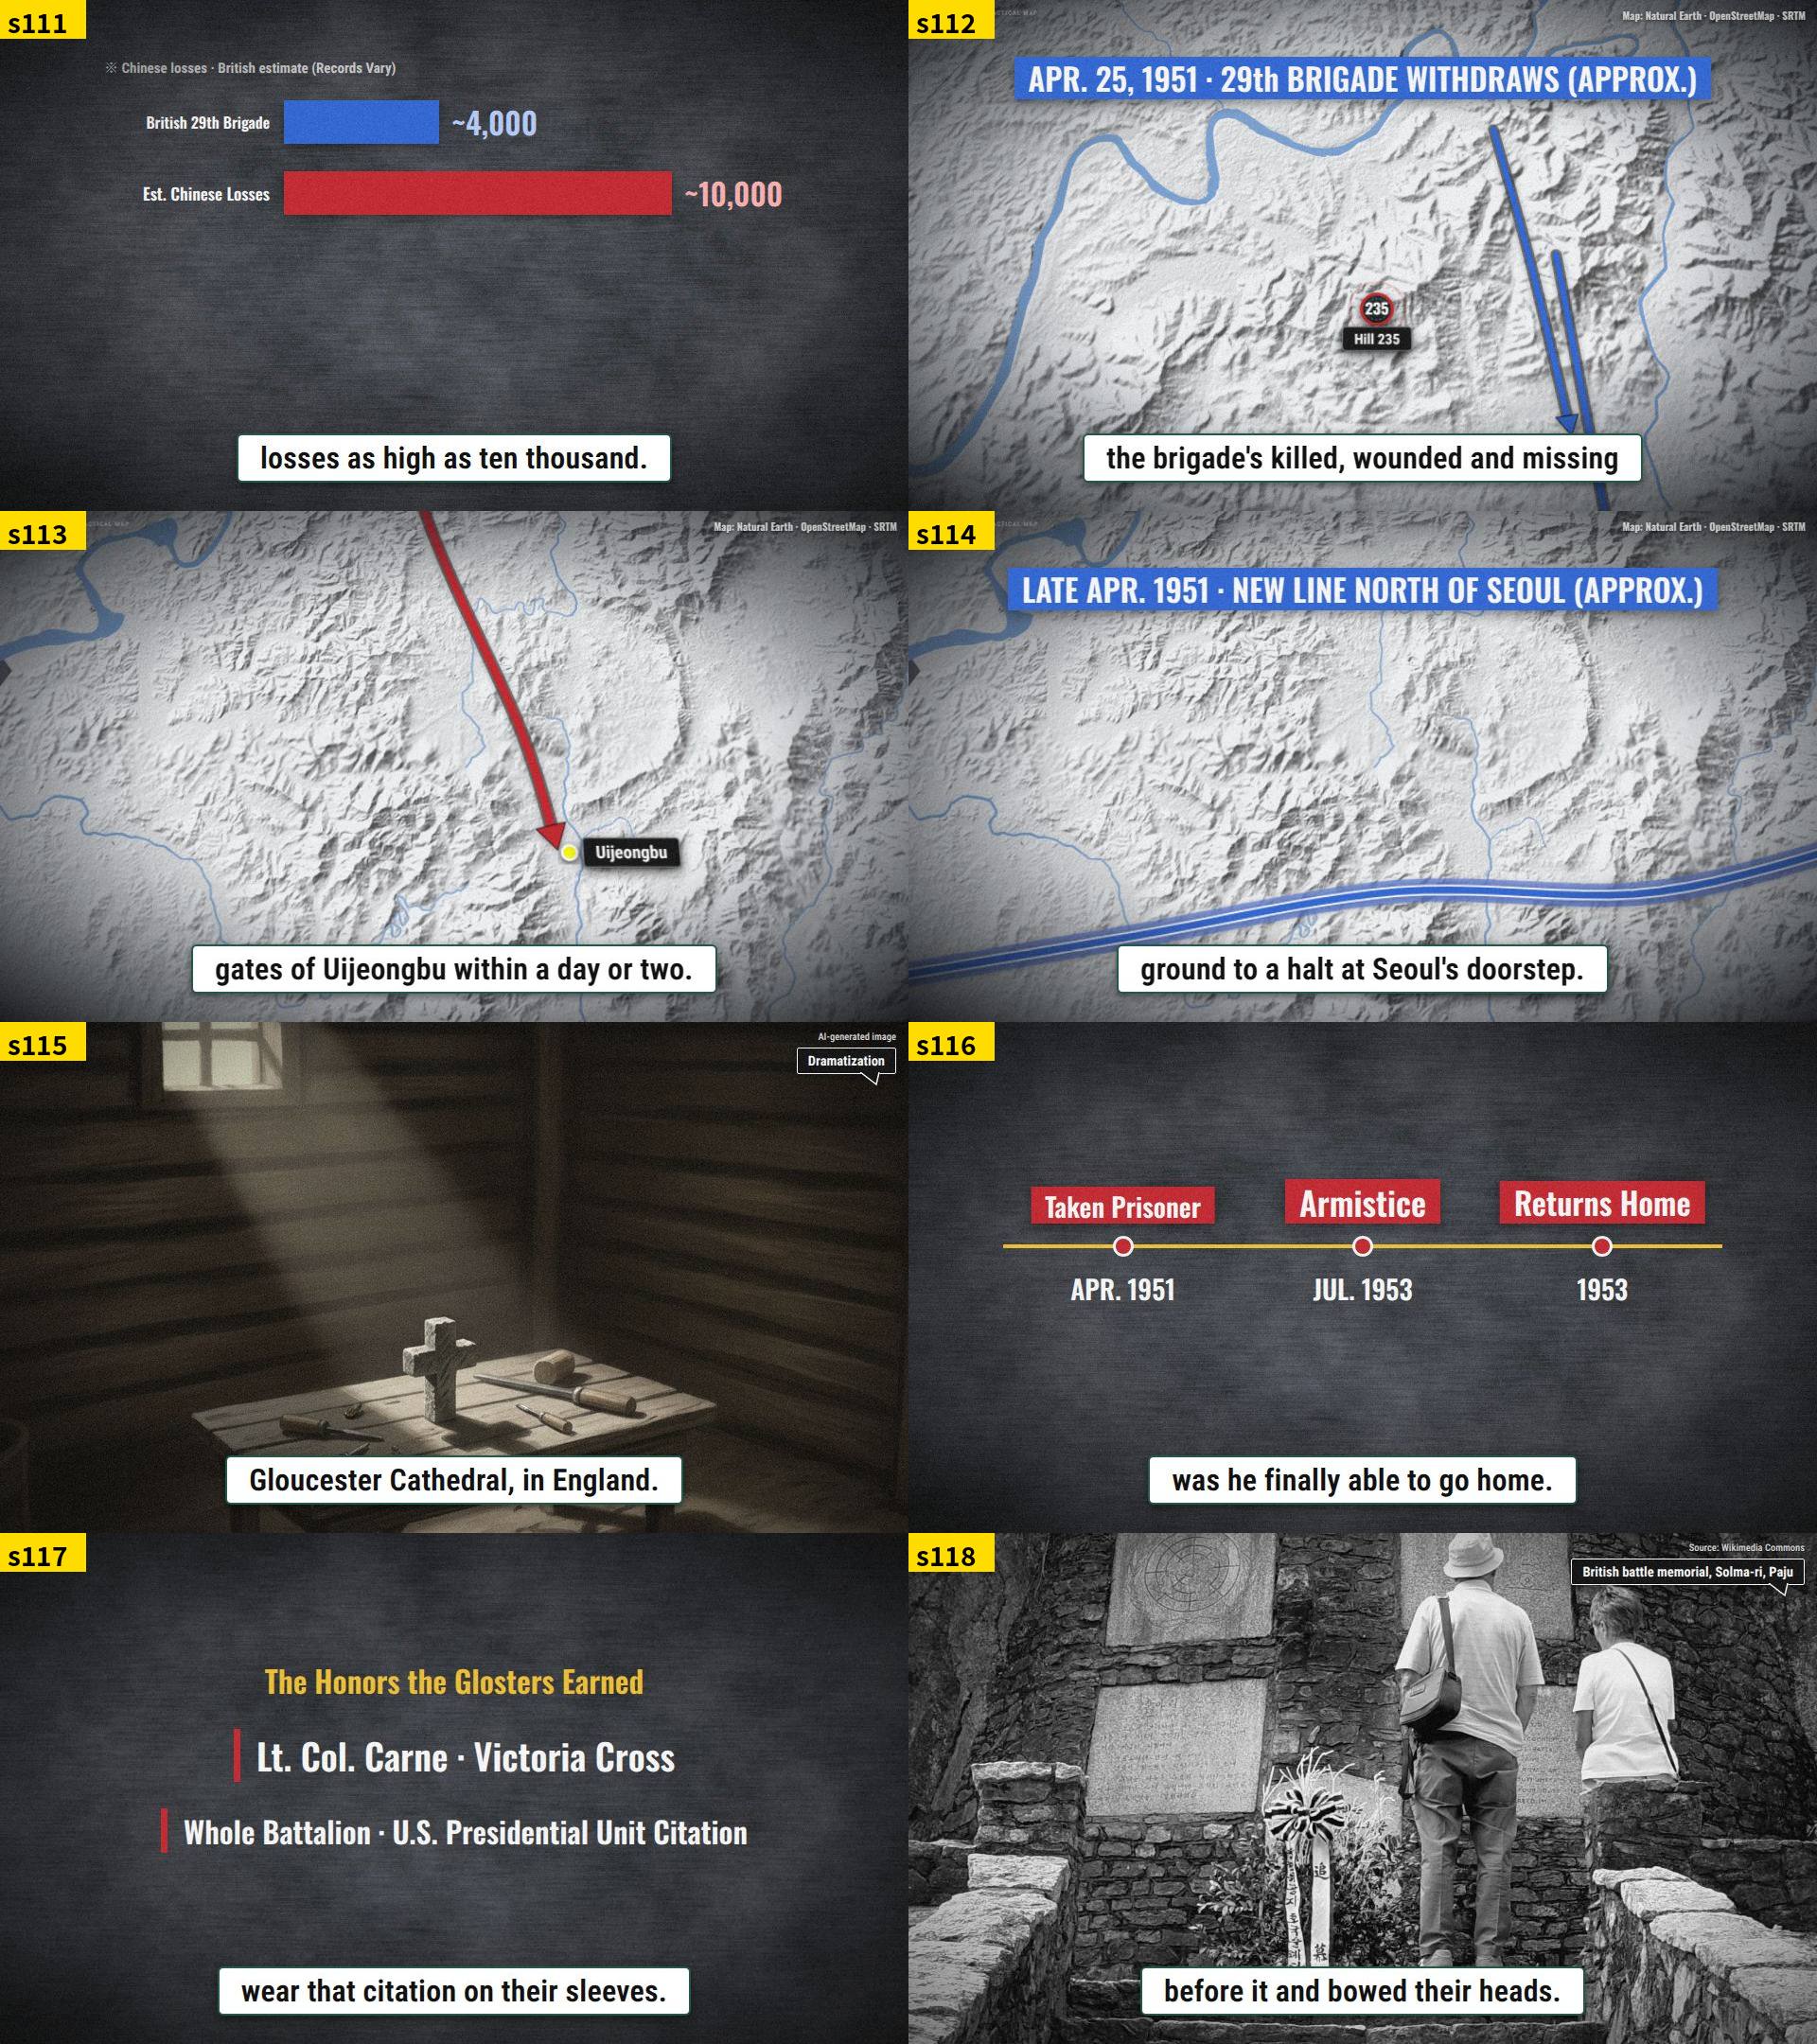 s111
※ Chinese losses · British estimate (Records Vary)
British 29th Brigade
~4,000
Est. Chinese Losses
~10,000
losses as high as ten thousand.
s112
Map: Natural Earth · OpenStreetMap · SRTM
APR. 25, 1951 · 29th BRIGADE WITHDRAWS (APPROX.)
235
Hill 235
the brigade's killed, wounded and missing
s113
Map: Natural Earth · OpenStreetMap · SRTM
Uijeongbu
gates of Uijeongbu within a day or two.
s114
Map: Natural Earth · OpenStreetMap · SRTM
LATE APR. 1951 · NEW LINE NORTH OF SEOUL (APPROX.)
ground to a halt at Seoul's doorstep.
s115
AI-generated image
Dramatization
Gloucester Cathedral, in England.
s116
Taken Prisoner
Armistice
Returns Home
APR. 1951
JUL. 1953
1953
was he finally able to go home.
s117
The Honors the Glosters Earned
Lt. Col. Carne · Victoria Cross
Whole Battalion · U.S. Presidential Unit Citation
wear that citation on their sleeves.
s118
Source: Wikimedia Commons
British battle memorial, Solma-ri, Paju
追
慕
before it and bowed their heads.